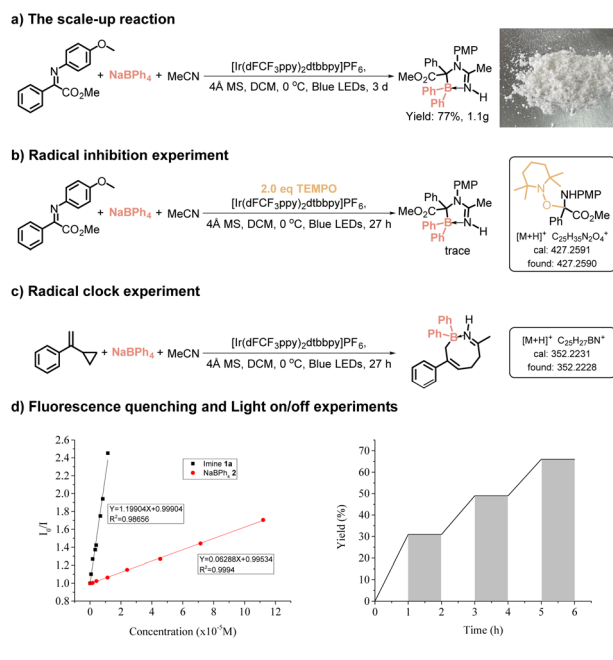 a) The scale-up reaction
O
N
Ph
PMP
N
MeO₂C
Me
B
N
H
Ph
Ph
CO₂Me
+ NaBPh₄ + MeCN
[Ir(dFCF₃ppy)₂dtbbpy]PF₆,
4Å MS, DCM, 0 °C, Blue LEDs, 3 d
Yield: 77%, 1.1g
b) Radical inhibition experiment
O
N
CO₂Me
+ NaBPh₄ + MeCN
2.0 eq TEMPO
[Ir(dFCF₃ppy)₂dtbbpy]PF₆,
4Å MS, DCM, 0 °C, Blue LEDs, 27 h
Ph
PMP
N
MeO₂C
Me
B
N
H
Ph
Ph
trace
N
O
NHPMP
Ph
CO₂Me
[M+H]⁺ C₂₅H₃₅N₂O₄⁺
cal: 427.2591
found: 427.2590
c) Radical clock experiment
+ NaBPh₄ + MeCN
[Ir(dFCF₃ppy)₂dtbbpy]PF₆,
4Å MS, DCM, 0 °C, Blue LEDs, 27 h
Ph
Ph
B
N
H
[M+H]⁺ C₂₅H₂₇BN⁺
cal: 352.2231
found: 352.2228
d) Fluorescence quenching and Light on/off experiments
2.6
2.4
2.2
2.0
1.8
1.6
1.4
1.2
1.0
0.8
I₀/I
Imine 1a
NaBPh₄ 2
Y=1.19904X+0.99904
R²=0.98656
Y=0.06288X+0.99534
R²=0.9994
0 2 4 6 8 10 12
Concentration (x10⁻⁵M)
70
60
50
40
30
20
10
0
Yield (%)
0 1 2 3 4 5 6
Time (h)